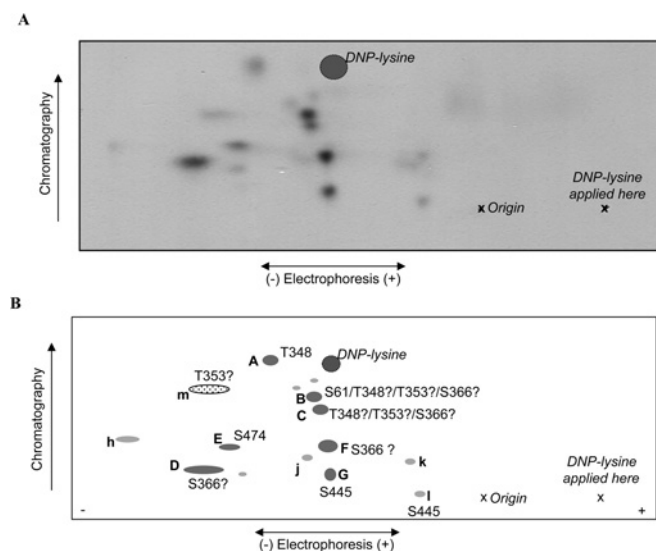 A
DNP-lysine
Chromatography
DNP-lysine
applied here
x Origin
x
(-) Electrophoresis (+)
B
Chromatography
A T348
DNP-lysine
T353?
m
B S61/T348?/T353?/S366?
C T348?/T353?/S366?
h
E S474
F S366 ?
D
S366?
j
G
S445
k
l
S445
DNP-lysine
applied here
x Origin
x
-
+
(-) Electrophoresis (+)